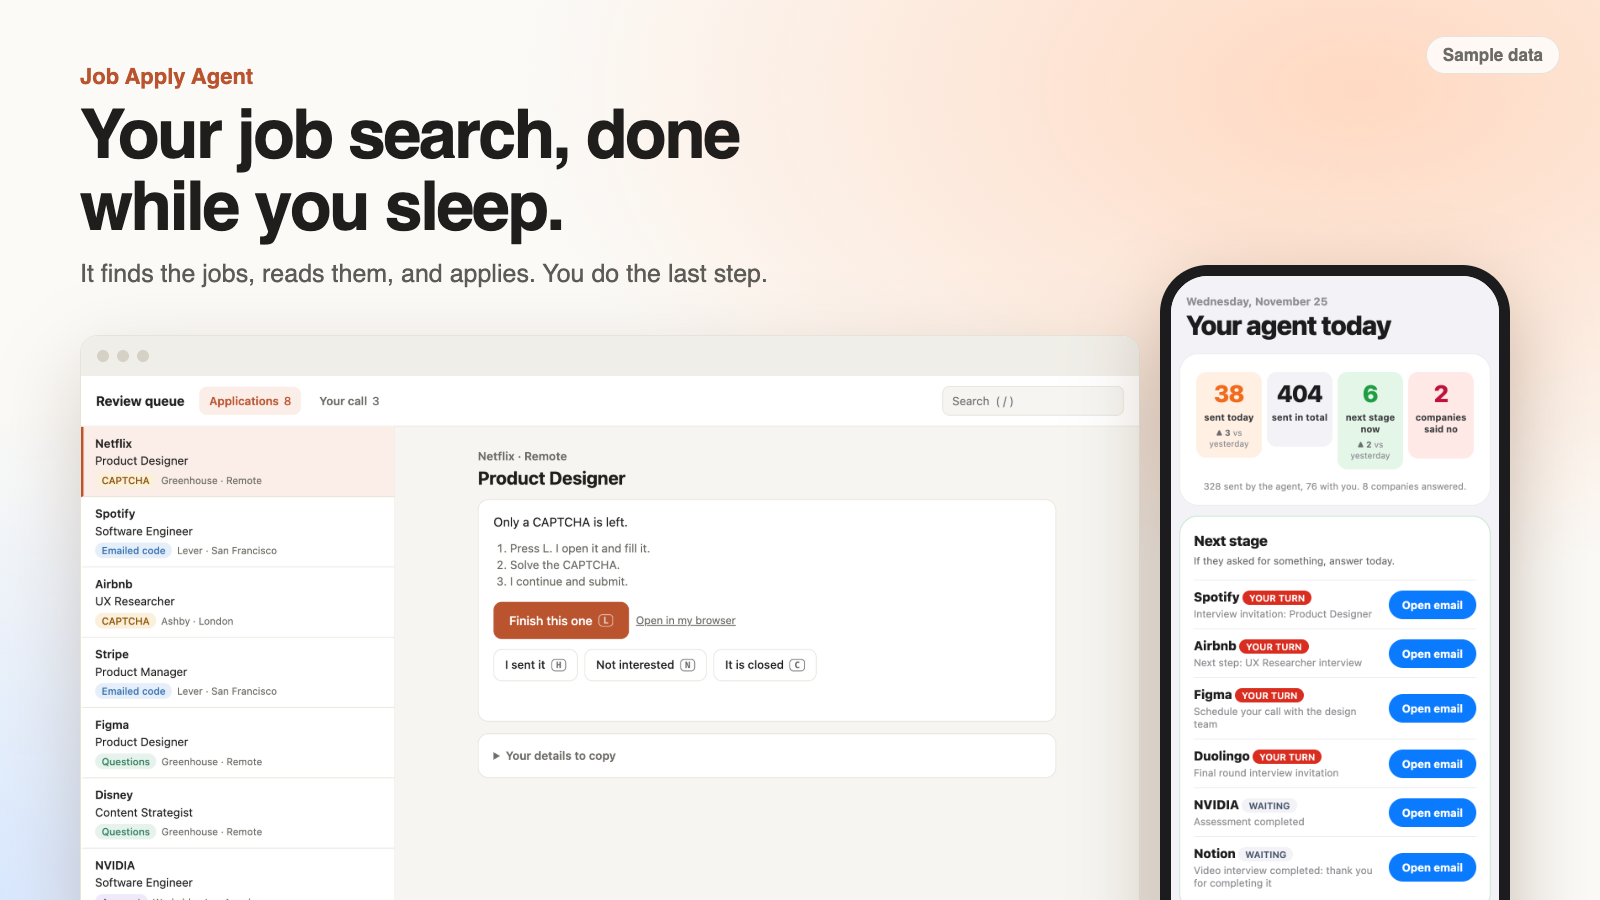 Job Apply Agent
Sample data
Your job search, done
while you sleep.
It finds the jobs, reads them, and applies. You do the last step.
Review queue
Applications 8
Your call 3
Search (/)
Netflix
Product Designer
CAPTCHA Greenhouse · Remote
Spotify
Software Engineer
Emailed code Lever · San Francisco
Airbnb
UX Researcher
CAPTCHA Ashby · London
Stripe
Product Manager
Emailed code Lever · San Francisco
Figma
Product Designer
Questions Greenhouse · Remote
Disney
Content Strategist
Questions Greenhouse · Remote
NVIDIA
Software Engineer
Netflix · Remote
Product Designer
Only a CAPTCHA is left.
1. Press L. I open it and fill it.
2. Solve the CAPTCHA.
3. I continue and submit.
Finish this one L
Open in my browser
I sent it H
Not interested N
It is closed C
▶ Your details to copy
Wednesday, November 25
Your agent today
38
sent today
▲ 3 vs
yesterday
404
sent in total
6
next stage
now
▲ 2 vs
yesterday
2
companies
said no
328 sent by the agent, 76 with you. 8 companies answered.
Next stage
If they asked for something, answer today.
Spotify YOUR TURN
Interview invitation: Product Designer
Open email
Airbnb YOUR TURN
Next step: UX Researcher interview
Open email
Figma YOUR TURN
Schedule your call with the design
team
Open email
Duolingo YOUR TURN
Final round interview invitation
Open email
NVIDIA WAITING
Assessment completed
Open email
Notion WAITING
Video interview completed: thank you
for completing it
Open email